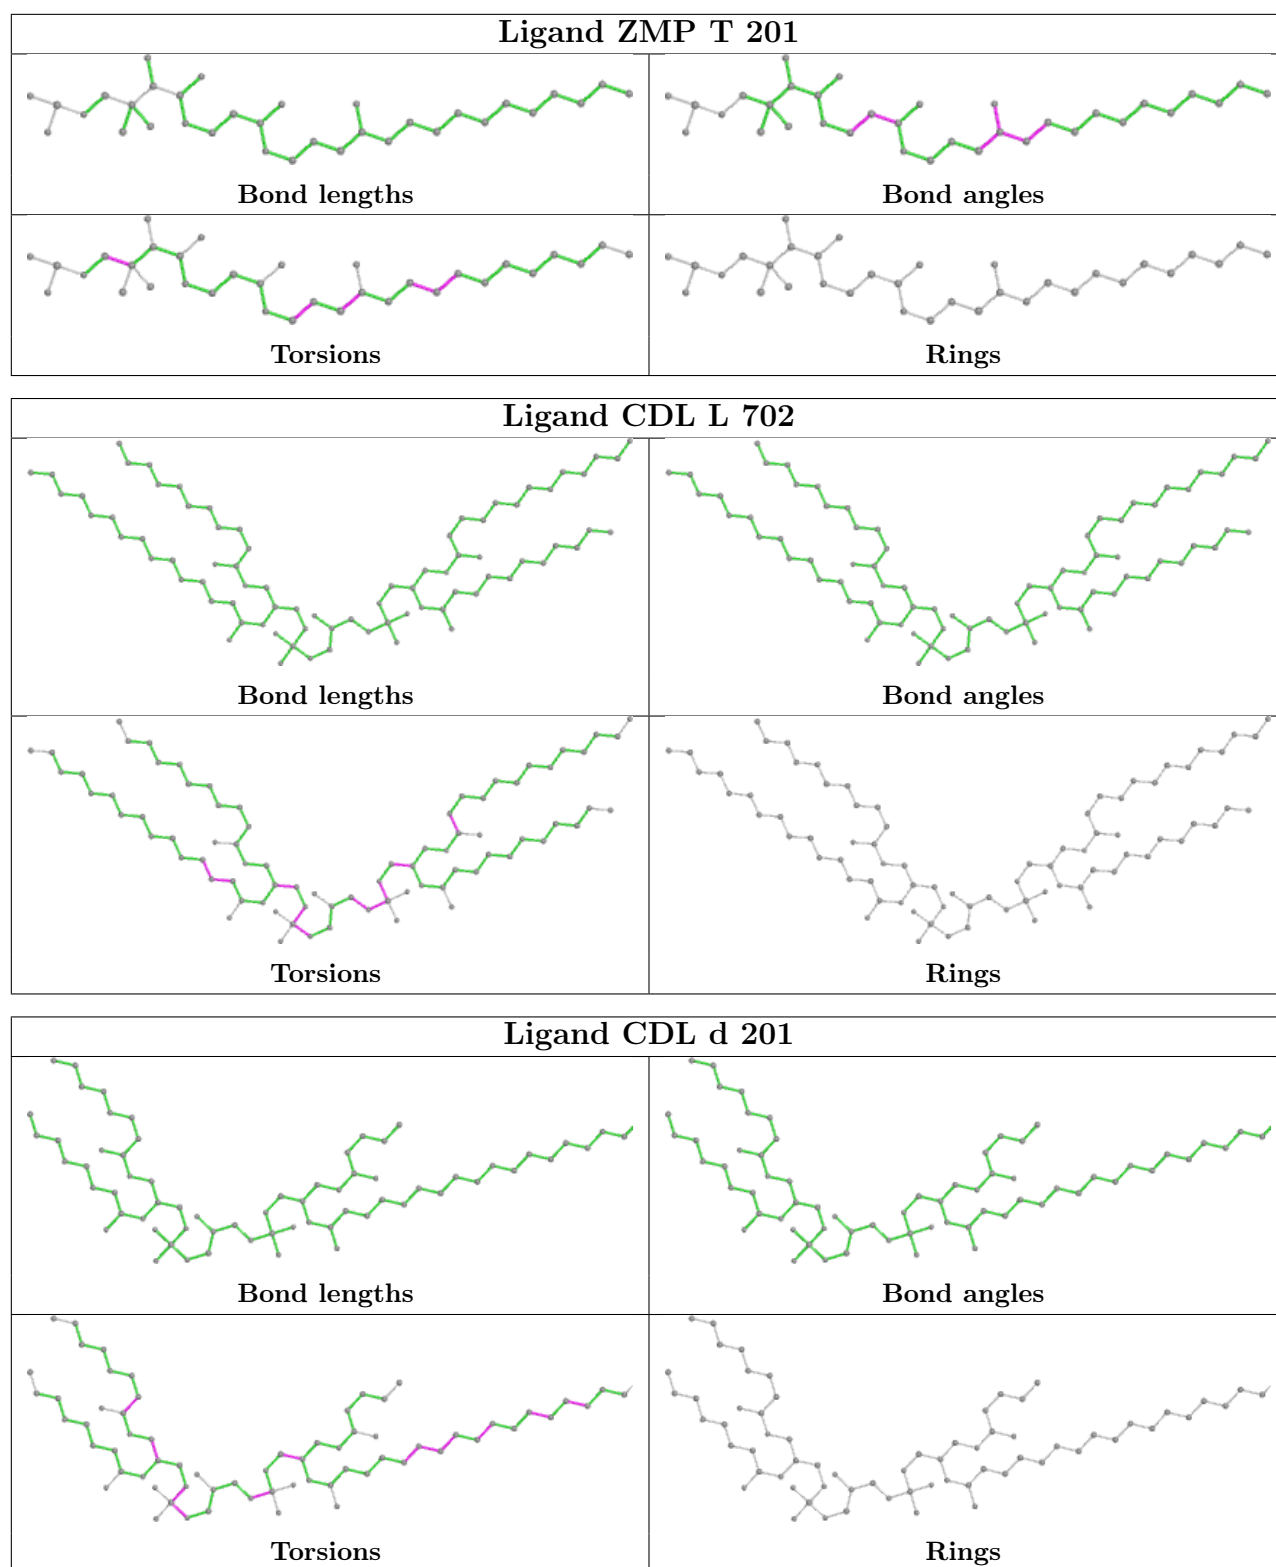 Ligand ZMP T 201
Bond lengths
Bond angles
Torsions
Rings
Ligand CDL L 702
Bond lengths
Bond angles
Torsions
Rings
Ligand CDL d 201
Bond lengths
Bond angles
Torsions
Rings